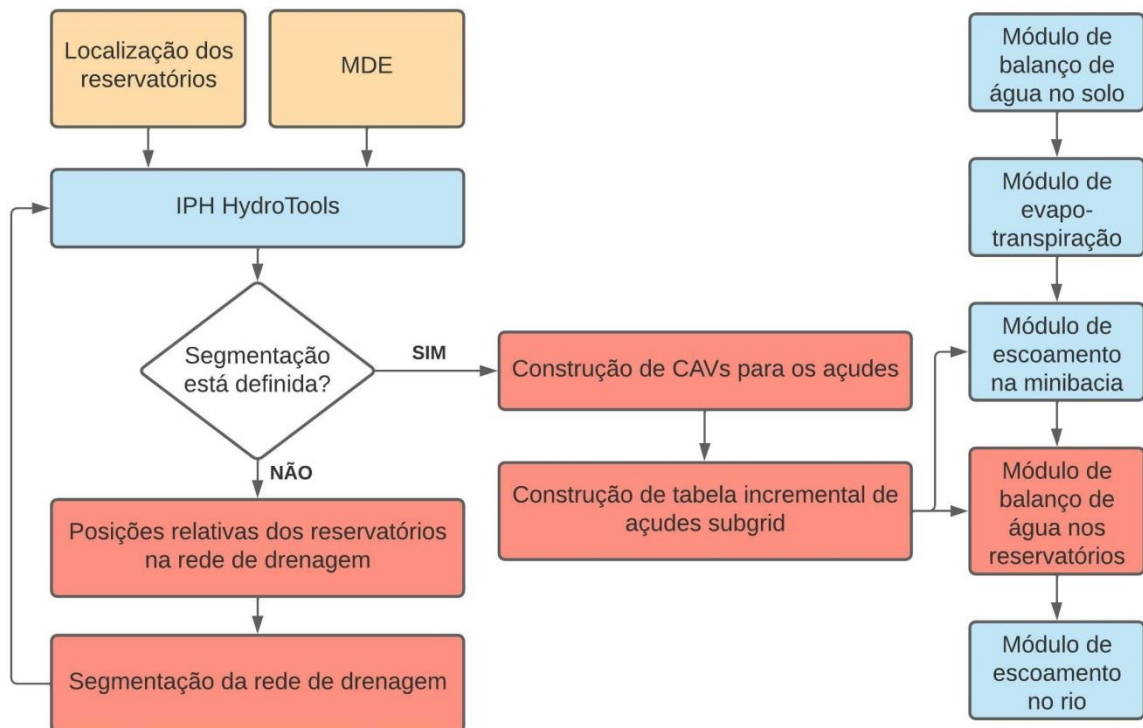 Localização dos
reservatórios
MDE
IPH HydroTools
Segmentação
está definida?
SIM
NÃO
Posições relativas dos reservatórios
na rede de drenagem
Segmentação da rede de drenagem
Construção de CAVs para os açudes
Construção de tabela incremental de
açudes subgrid
Módulo de
balanço de
água no solo
Módulo de
evapo-
transpiração
Módulo de
escoamento
na minibacia
Módulo de
balanço de
água nos
reservatórios
Módulo de
escoamento
no rio